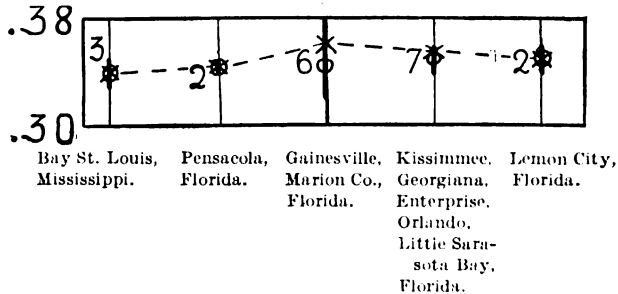 .38
3 2 6 7 2
.30
Bay St. Louis, Mississippi.
Pensacola, Florida.
Gainesville, Marion Co., Florida.
Kissimmee, Georgiana, Enterprise, Orlando, Little Sara-
sota Bay, Florida.
Lemon City, Florida.